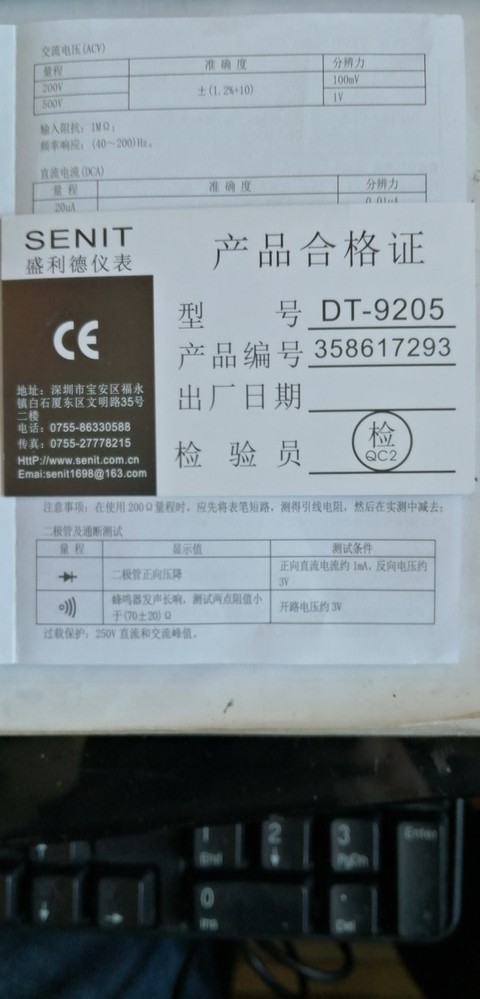 交流电压(ACV)
量程 准 确 度 分辨力
200V ±(1.2%+10) 100mV
500V 1V
输入阻抗：1MΩ；
频率响应：(40～200)Hz。
直流电流(DCA)
量 程 准 确 度 分辨力
20uA 0.01uA
SENIT
盛利德仪表
产品合格证
型 号 DT-9205
产品编号 358617293
出厂日期
检 验 员 检
QC2
CE
地址：深圳市宝安区福永
镇白石厦东区文明路35号
二楼
电话：0755-86330588
传真：0755-27778215
HttP://www.senit.com.cn
Emai:senit1698@163.com
注意事项：在使用200Ω量程时，应先将表笔短路，测得引线电阻，然后在实测中减去；
二极管及通断测试
量 程 显示值 测试条件
二极管正向压降 正向直流电流约1mA，反向电压约
3V
蜂鸣器发声长响，测试两点阻值小
于(70±20)Ω 开路电压约3V
过载保护：250V直流和交流峰值。
1 2 3 Enter
End PgDn
0 .
Ins Del